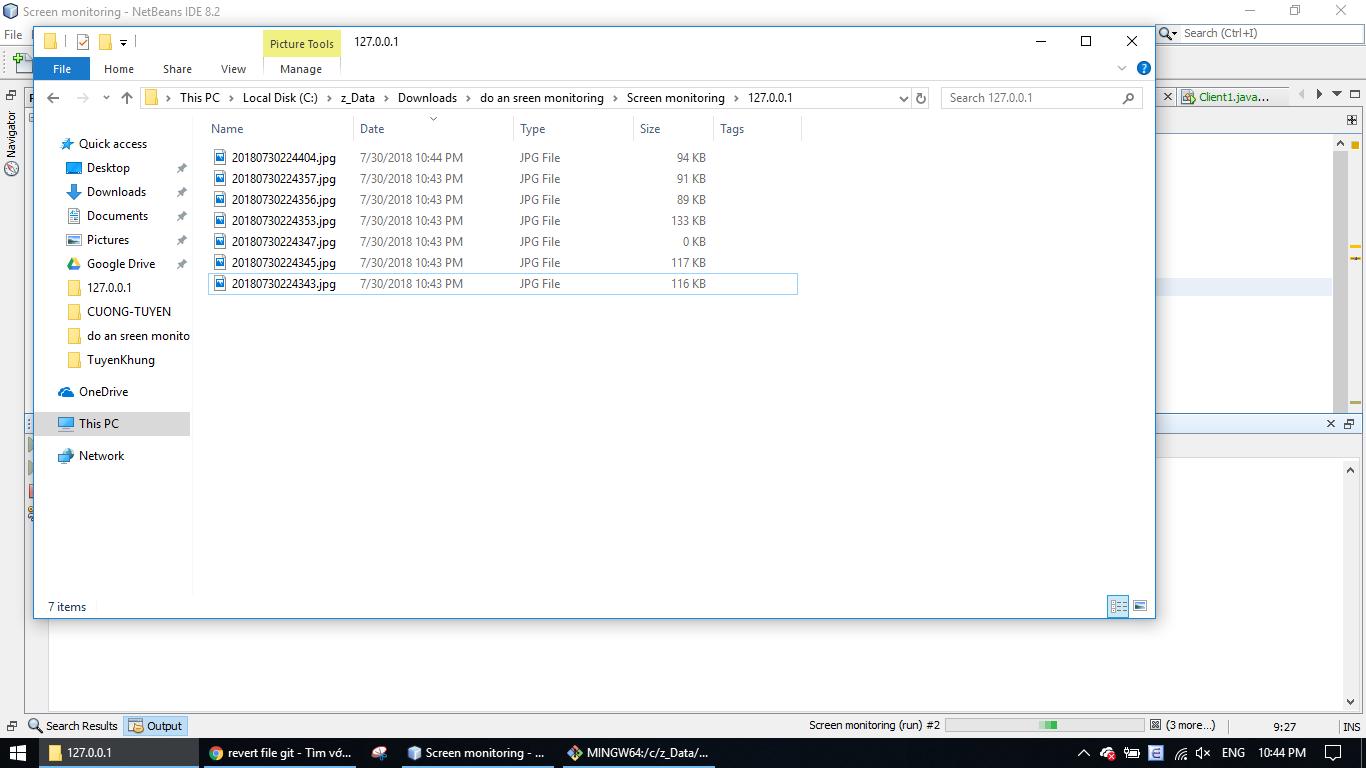 Screen monitoring - NetBeans IDE 8.2
File
Search (Ctrl+I)
Picture Tools
127.0.0.1
File Home Share View Manage
This PC Local Disk (C:) z_Data Downloads do an sreen monitoring Screen monitoring 127.0.0.1
Search 127.0.0.1
Client1.java...
Navigator
Name Date Type Size Tags
Quick access
Desktop
Downloads
Documents
Pictures
Google Drive
127.0.0.1
CUONG-TUYEN
do an sreen monito
TuyenKhung
OneDrive
This PC
Network
20180730224404.jpg 7/30/2018 10:44 PM JPG File 94 KB
20180730224357.jpg 7/30/2018 10:43 PM JPG File 91 KB
20180730224356.jpg 7/30/2018 10:43 PM JPG File 89 KB
20180730224353.jpg 7/30/2018 10:43 PM JPG File 133 KB
20180730224347.jpg 7/30/2018 10:43 PM JPG File 0 KB
20180730224345.jpg 7/30/2018 10:43 PM JPG File 117 KB
20180730224343.jpg 7/30/2018 10:43 PM JPG File 116 KB
7 items
Search Results Output
Screen monitoring (run) #2 (3 more...) 9:27 INS
127.0.0.1 revert file git - Tìm vớ... Screen monitoring - ... MINGW64:/c/z_Data/... ENG 10:44 PM